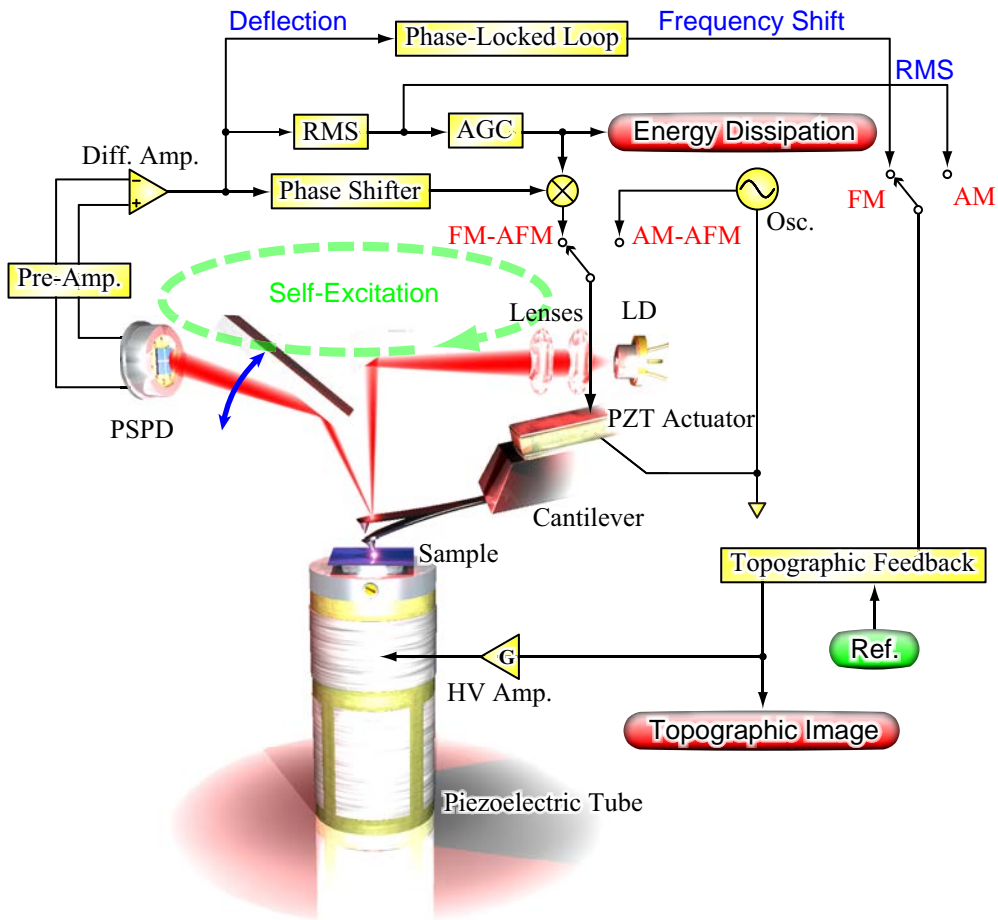 Deflection
Frequency Shift
Phase-Locked Loop
RMS
RMS
AGC
Energy Dissipation
Diff. Amp.
−
+
Phase Shifter
FM
AM
Osc.
FM-AFM
AM-AFM
Pre-Amp.
Self-Excitation
Lenses
LD
PSPD
PZT Actuator
Cantilever
Sample
Topographic Feedback
Ref.
G
HV Amp.
Topographic Image
Piezoelectric Tube